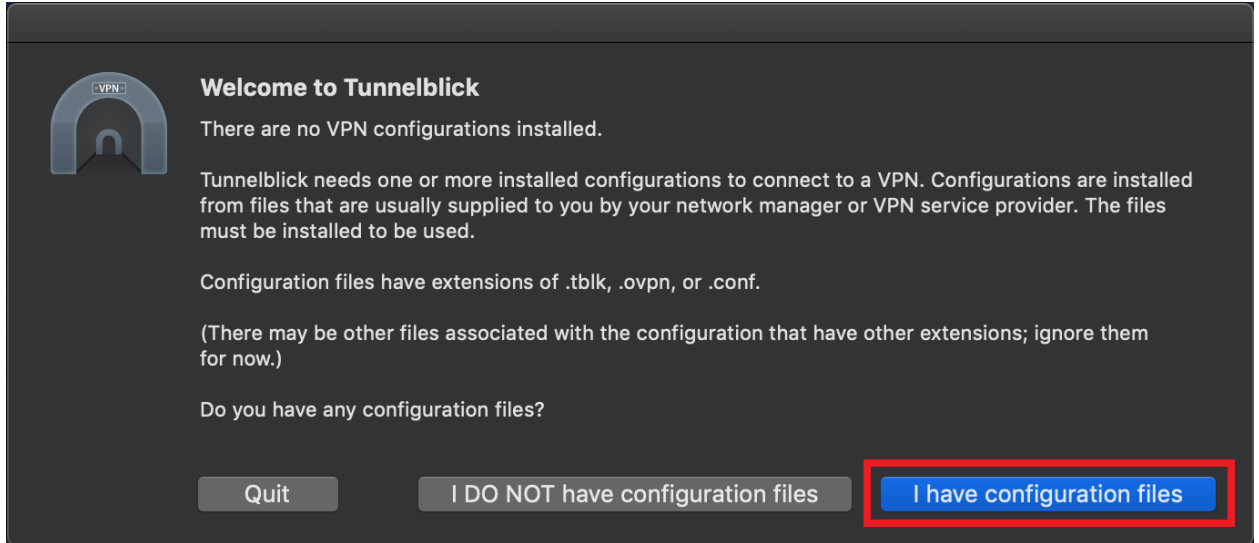 VPN
Welcome to Tunnelblick
There are no VPN configurations installed.
Tunnelblick needs one or more installed configurations to connect to a VPN. Configurations are installed
from files that are usually supplied to you by your network manager or VPN service provider. The files
must be installed to be used.
Configuration files have extensions of .tblk, .ovpn, or .conf.
(There may be other files associated with the configuration that have other extensions; ignore them
for now.)
Do you have any configuration files?
Quit
I DO NOT have configuration files
I have configuration files